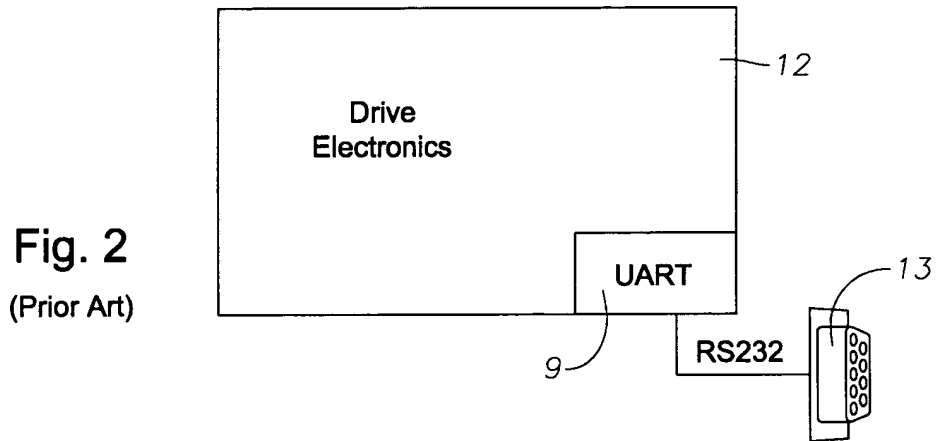 12
Drive
Electronics
Fig. 2
(Prior Art)
UART
13
9
RS232